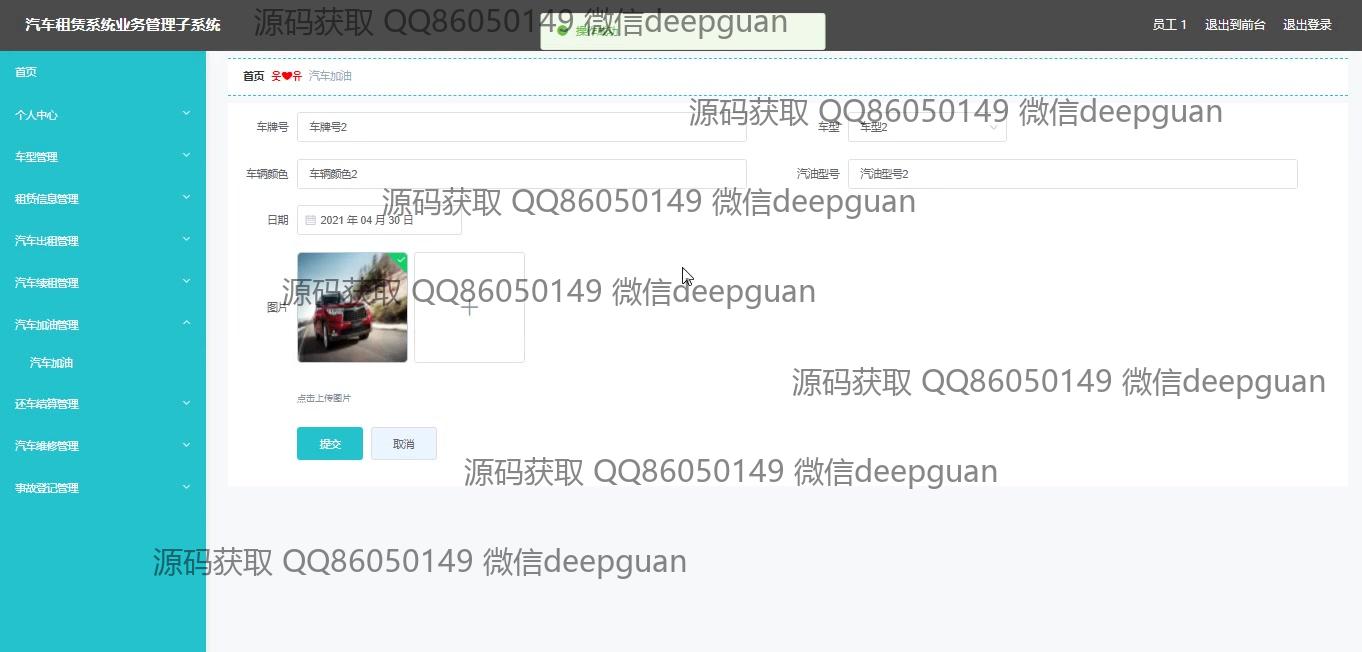 汽车租赁系统业务管理子系统
源码获取 QQ86050149 微信deepguan
操作成功
员工 1 退出到前台 退出登录
首页
首页 웃❤유 汽车加油
个人中心
源码获取 QQ86050149 微信deepguan
车牌号 车牌号2
车型 车型2
车型管理
车辆颜色 车辆颜色2
汽油型号 汽油型号2
租赁信息管理
源码获取 QQ86050149 微信deepguan
日期 2021 年 04 月 30 日
汽车出租管理
汽车续租管理
源码获取 QQ86050149 微信deepguan
图片
汽车加油管理
汽车加油
源码获取 QQ86050149 微信deepguan
点击上传图片
还车结算管理
提交 取消
汽车维修管理
源码获取 QQ86050149 微信deepguan
事故登记管理
源码获取 QQ86050149 微信deepguan